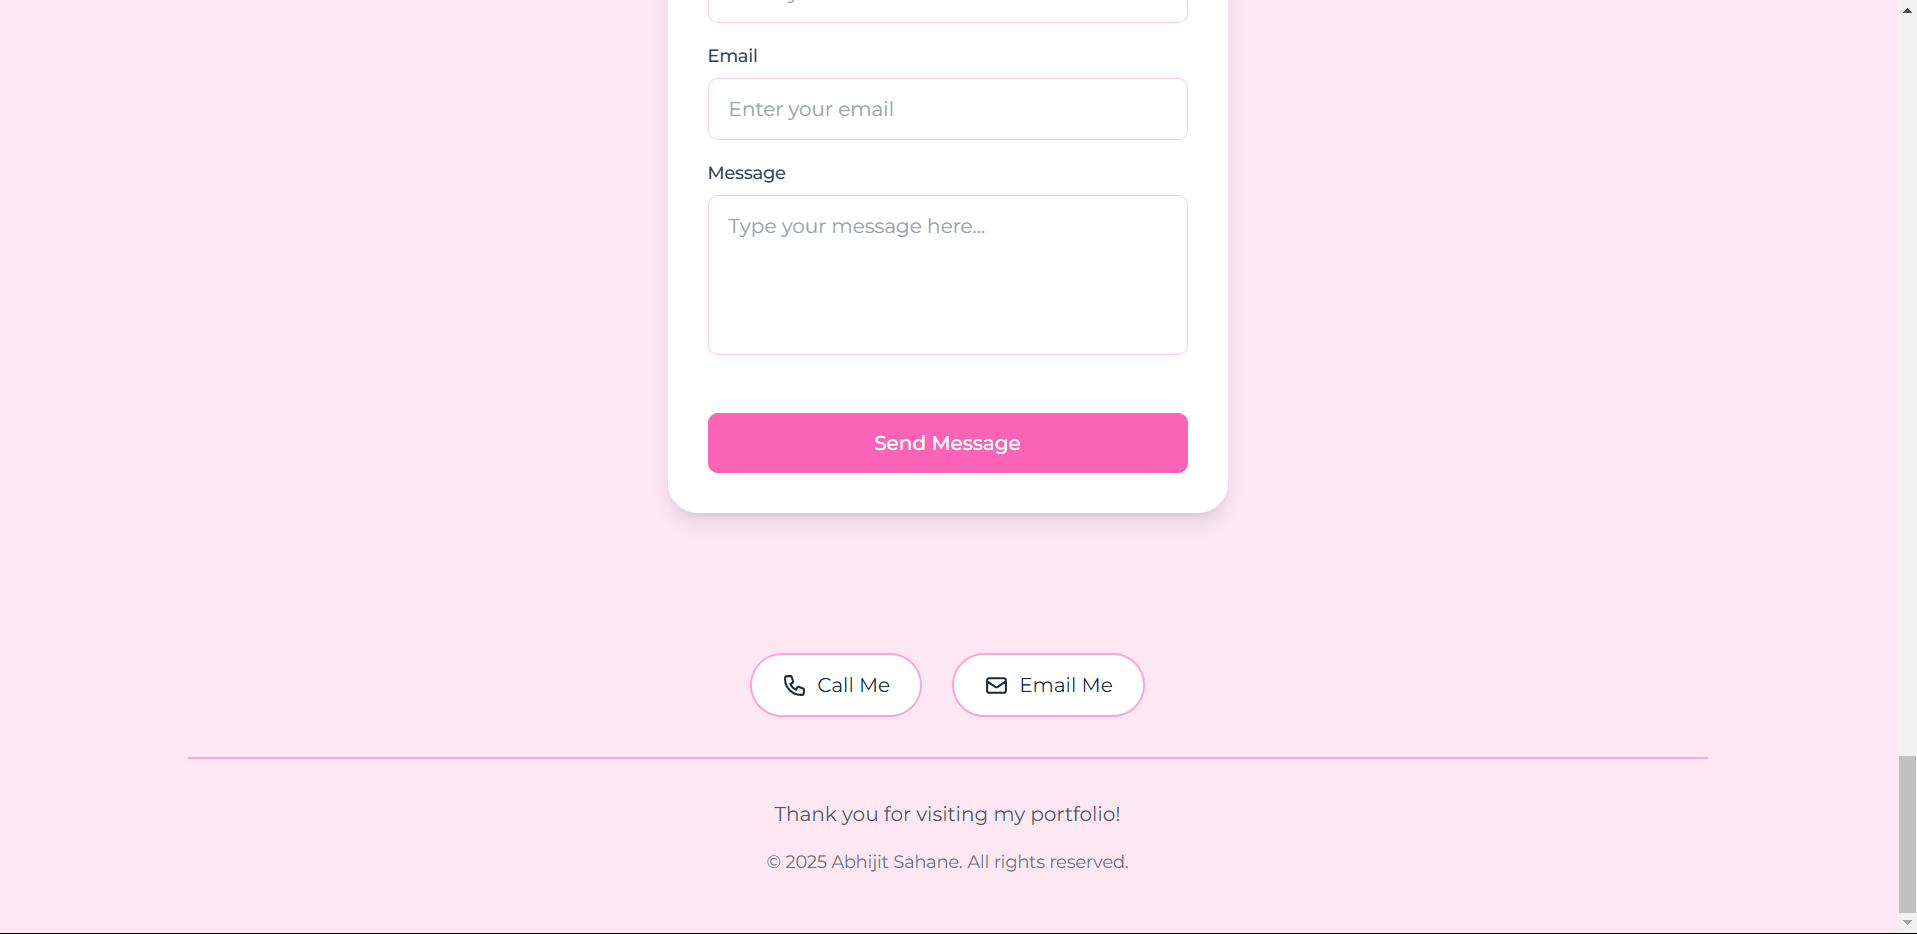 Email
Enter your email
Message
Type your message here...
Send Message
Call Me
Email Me
Thank you for visiting my portfolio!
© 2025 Abhijit Sahane. All rights reserved.